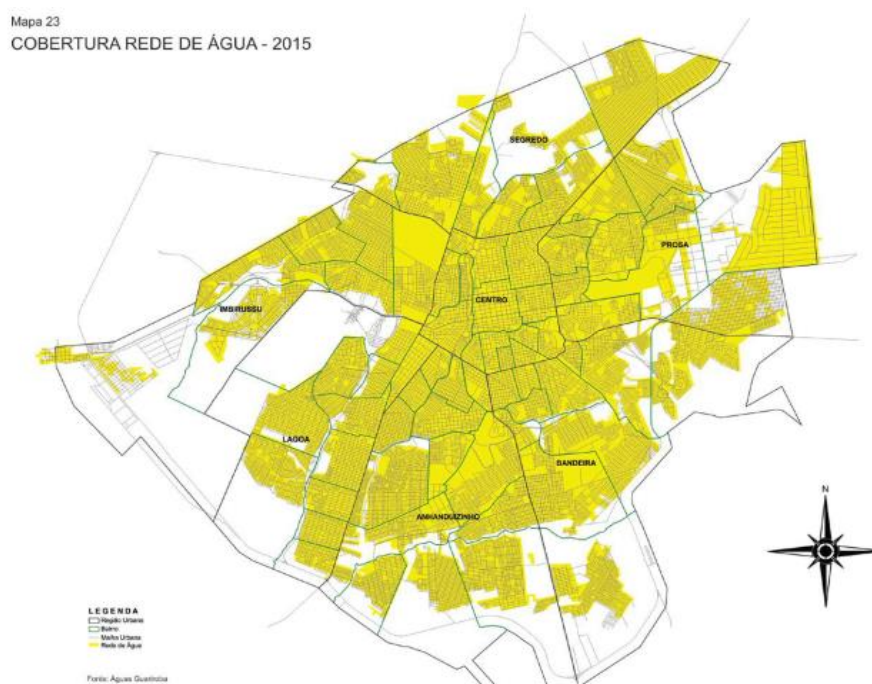 Mapa 23
COBERTURA REDE DE ÁGUA - 2015
SEGREDO
PROSA
CENTRO
IMBIRUSSU
LAGOA
BANDEIRA
ANHANDUIZINHO
N
LEGENDA
Região Urbana
Bairro
Malha Urbana
Rede de Água
Fonte: Águas Guariroba